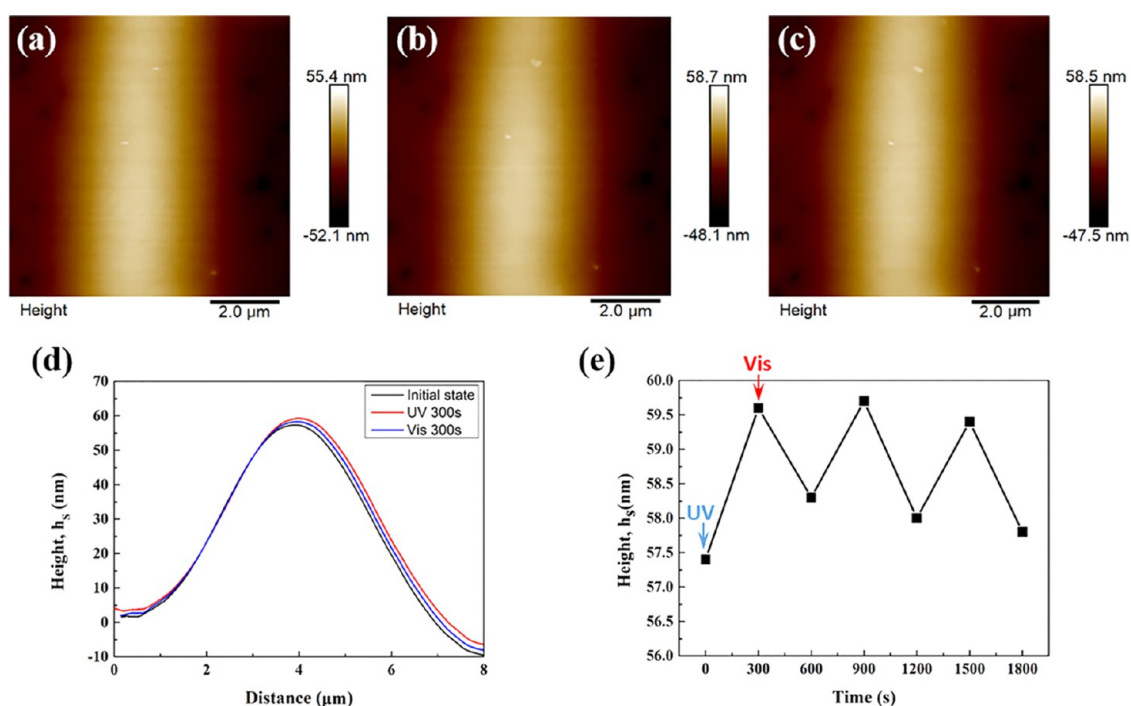 (a)
55.4 nm
-52.1 nm
Height
2.0 µm
(b)
58.7 nm
-48.1 nm
Height
2.0 µm
(c)
58.5 nm
-47.5 nm
Height
2.0 µm
(d)
70
60
50
40
30
20
10
0
-10
Height, hs (nm)
Initial state
UV 300s
Vis 300s
0 2 4 6 8
Distance (µm)
(e)
Vis
UV
60.0
59.5
59.0
58.5
58.0
57.5
57.0
56.5
56.0
Height, hs(nm)
0 300 600 900 1200 1500 1800
Time (s)